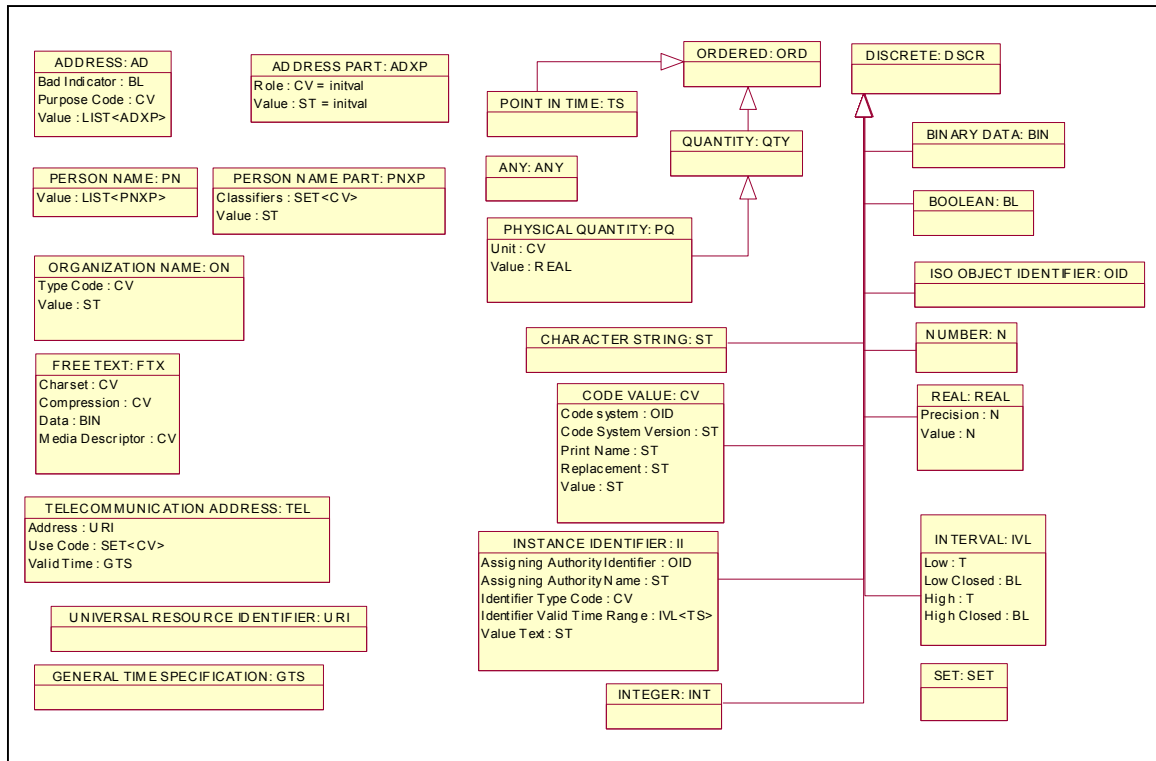 ADDRESS: AD
Bad Indicator : BL
Purpose Code : CV
Value : LIST<ADXP>
ADDRESS PART: ADXP
Role : CV = initval
Value : ST = initval
PERSON NAME: PN
Value : LIST<PNXP>
PERSON NAME PART: PNXP
Classifiers : SET<CV>
Value : ST
ORGANIZATION NAME: ON
Type Code : CV
Value : ST
FREE TEXT: FTX
Charset : CV
Compression : CV
Data : BIN
Media Descriptor : CV
TELECOMMUNICATION ADDRESS: TEL
Address : URI
Use Code : SET<CV>
Valid Time : GTS
UNIVERSAL RESOURCE IDENTIFIER: URI
GENERAL TIME SPECIFICATION: GTS
ORDERED: ORD
POINT IN TIME: TS
QUANTITY: QTY
ANY: ANY
PHYSICAL QUANTITY: PQ
Unit : CV
Value : REAL
CHARACTER STRING: ST
CODE VALUE: CV
Code system : OID
Code System Version : ST
Print Name : ST
Replacement : ST
Value : ST
INSTANCE IDENTIFIER: II
Assigning Authority Identifier : OID
Assigning Authority Name : ST
Identifier Type Code : CV
Identifier Valid Time Range : IVL<TS>
Value Text : ST
INTEGER: INT
DISCRETE: DSCR
BINARY DATA: BIN
BOOLEAN: BL
ISO OBJECT IDENTIFIER: OID
NUMBER: N
REAL: REAL
Precision : N
Value : N
INTERVAL: IVL
Low : T
Low Closed : BL
High : T
High Closed : BL
SET: SET